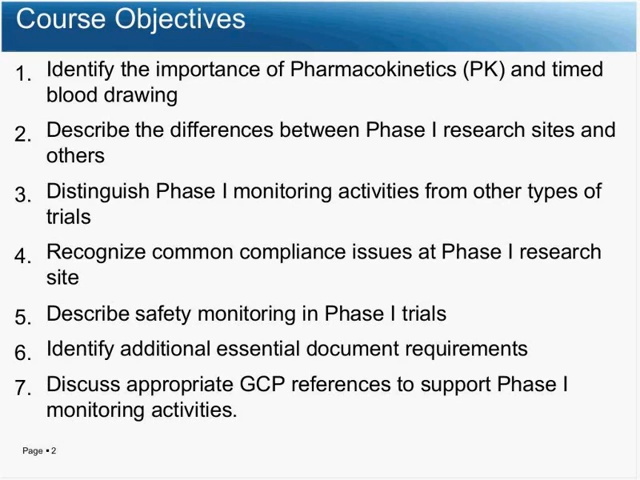 Course Objectives
1. Identify the importance of Pharmacokinetics (PK) and timed
blood drawing
2. Describe the differences between Phase I research sites and
others
3. Distinguish Phase I monitoring activities from other types of
trials
4. Recognize common compliance issues at Phase I research
site
5. Describe safety monitoring in Phase I trials
6. Identify additional essential document requirements
7. Discuss appropriate GCP references to support Phase I
monitoring activities.
Page ▪ 2